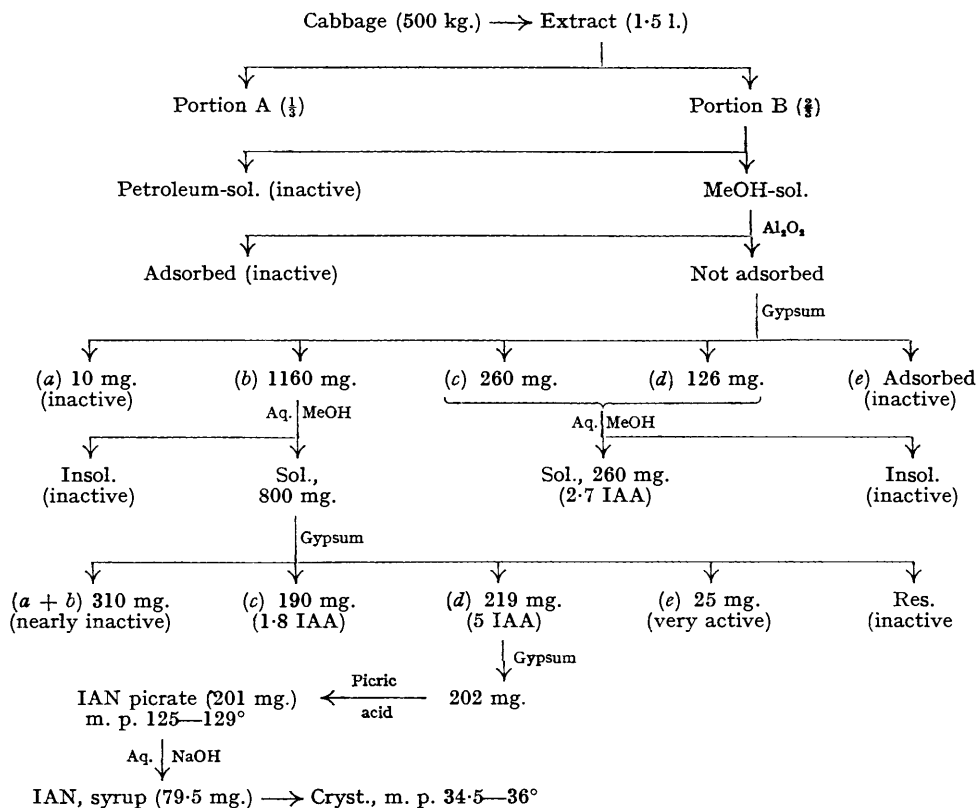 Cabbage (500 kg.) ⟶ Extract (1·5 l.)
Portion A (⅓) Portion B (⅔)
Petroleum-sol. (inactive) MeOH-sol.
Al₂O₃
Adsorbed (inactive) Not adsorbed
Gypsum
(a) 10 mg. (b) 1160 mg. (c) 260 mg. (d) 126 mg. (e) Adsorbed
(inactive) (inactive)
Aq. MeOH Aq. MeOH
Insol. Sol., Sol., 260 mg. Insol.
(inactive) 800 mg. (2·7 IAA) (inactive)
Gypsum
(a + b) 310 mg. (c) 190 mg. (d) 219 mg. (e) 25 mg. Res.
(nearly inactive) (1·8 IAA) (5 IAA) (very active) (inactive
Gypsum
Picric
IAN picrate (201 mg.) ⟵ 202 mg.
acid
m. p. 125—129°
Aq. NaOH
IAN, syrup (79·5 mg.) ⟶ Cryst., m. p. 34·5—36°